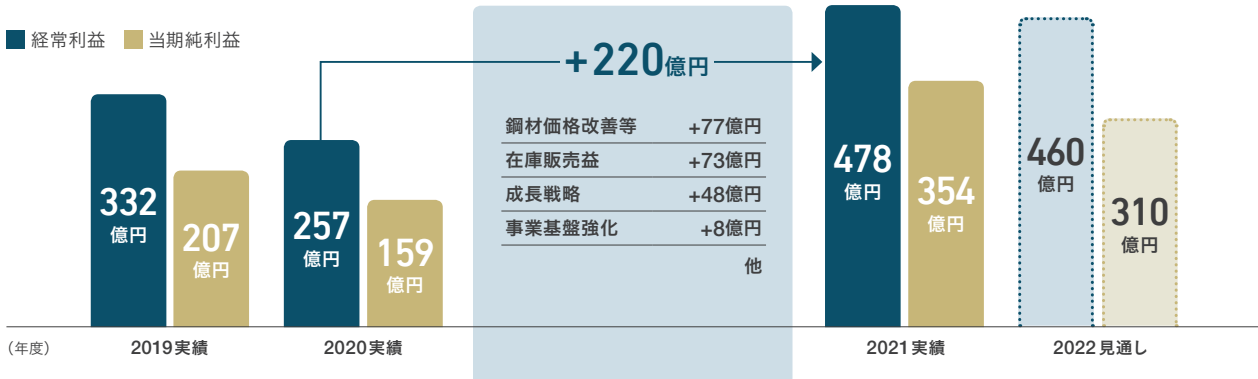 経常利益 当期純利益
332
億円
207
億円
257
億円
159
億円
+220億円
鋼材価格改善等 +77億円
在庫販売益 +73億円
成長戦略 +48億円
事業基盤強化 +8億円
他
478
億円
354
億円
460
億円
310
億円
（年度） 2019実績 2020実績 2021実績 2022見通し